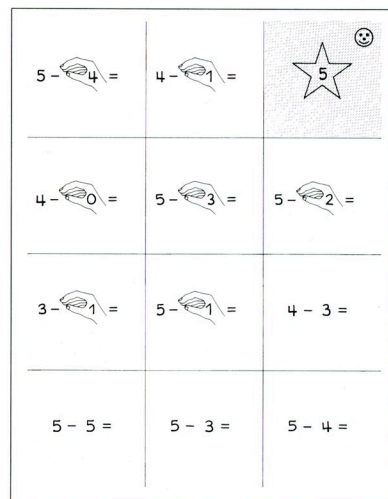 5 - 4 =
4 - 1 =
5
4 - 0 =
5 - 3 =
5 - 2 =
3 - 1 =
5 - 1 =
4 - 3 =
5 - 5 =
5 - 3 =
5 - 4 =